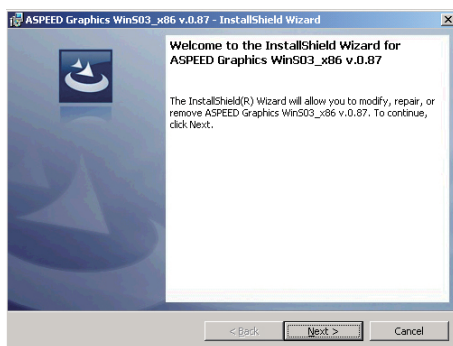 ASPEED Graphics WinS03_x86 v.0.87 - InstallShield Wizard
Welcome to the InstallShield Wizard for
ASPEED Graphics WinS03_x86 v.0.87
The InstallShield(R) Wizard will allow you to modify, repair, or
remove ASPEED Graphics WinS03_x86 v.0.87. To continue,
click Next.
< Back
Next >
Cancel